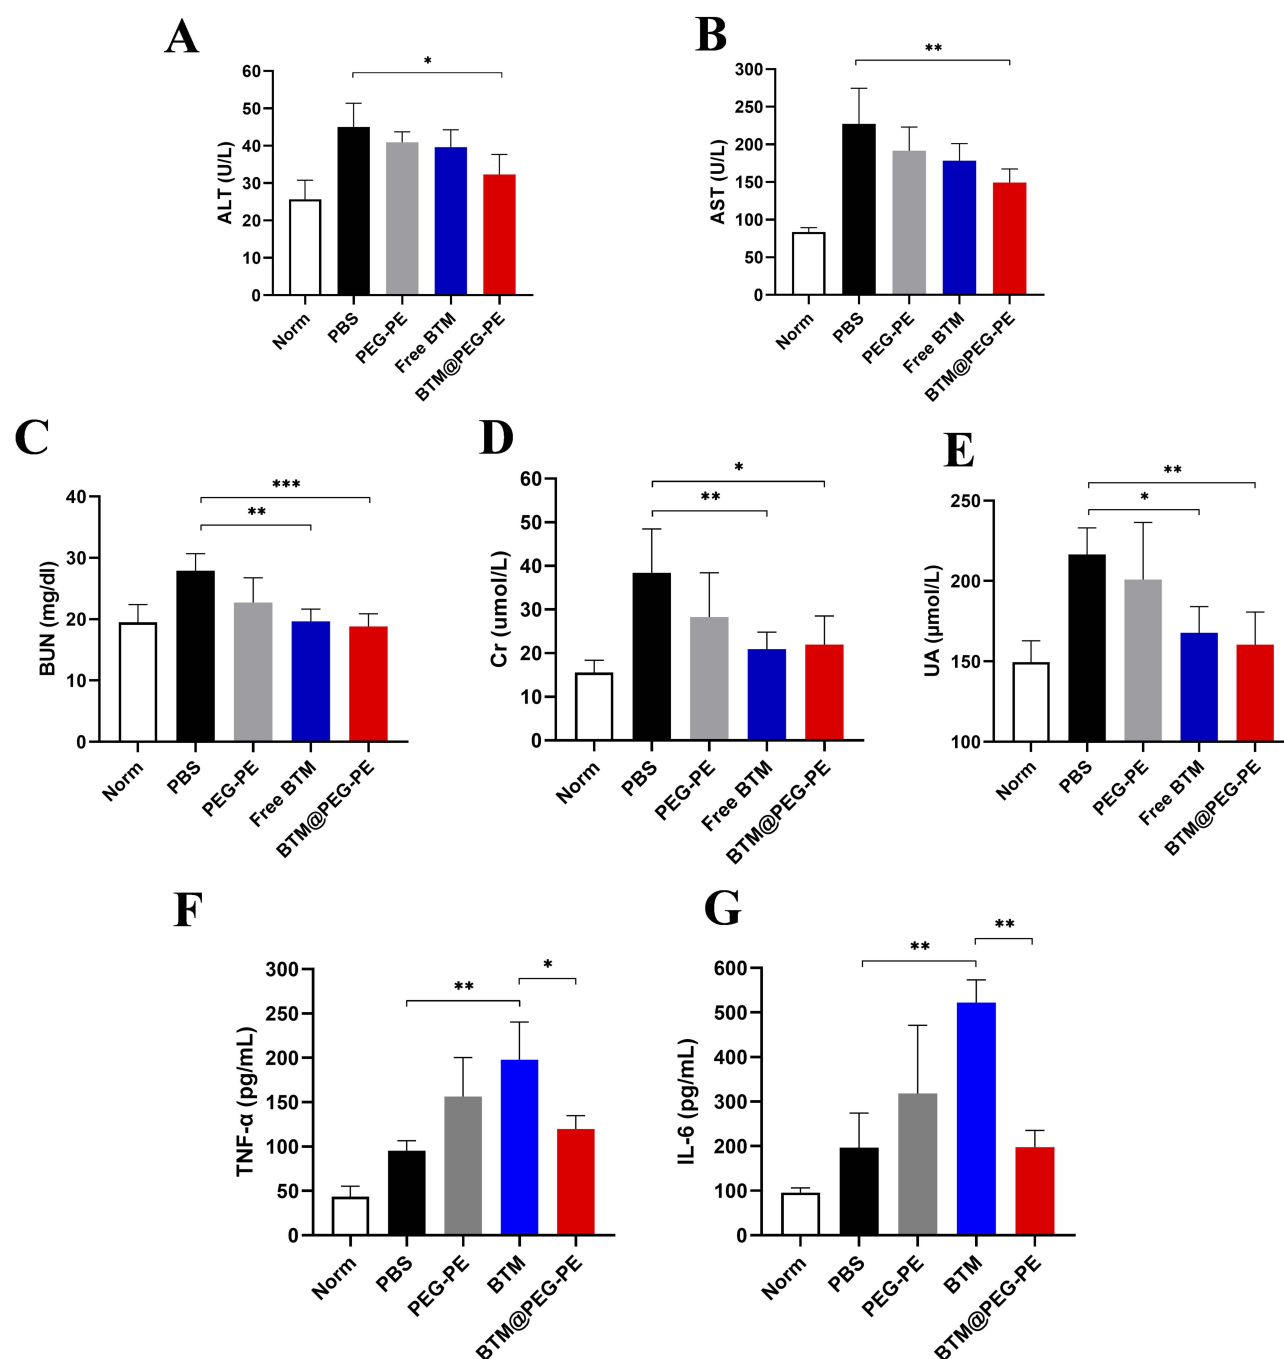 A
*
60
50
40
30
20
10
0
ALT (U/L)
Norm
PBS
PEG-PE
Free BTM
BTM@PEG-PE
B
**
300
250
200
150
100
50
0
AST (U/L)
Norm
PBS
PEG-PE
Free BTM
BTM@PEG-PE
C
***
**
40
30
20
10
0
BUN (mg/dl)
Norm
PBS
PEG-PE
Free BTM
BTM@PEG-PE
D
*
**
60
50
40
30
20
10
0
Cr (umol/L)
Norm
PBS
PEG-PE
Free BTM
BTM@PEG-PE
E
**
*
250
200
150
100
UA (μmol/L)
Norm
PBS
PEG-PE
Free BTM
BTM@PEG-PE
F
*
**
300
250
200
150
100
50
0
TNF-α (pg/mL)
Norm
PBS
PEG-PE
BTM
BTM@PEG-PE
G
**
**
600
500
400
300
200
100
0
IL-6 (pg/mL)
Norm
PBS
PEG-PE
BTM
BTM@PEG-PE